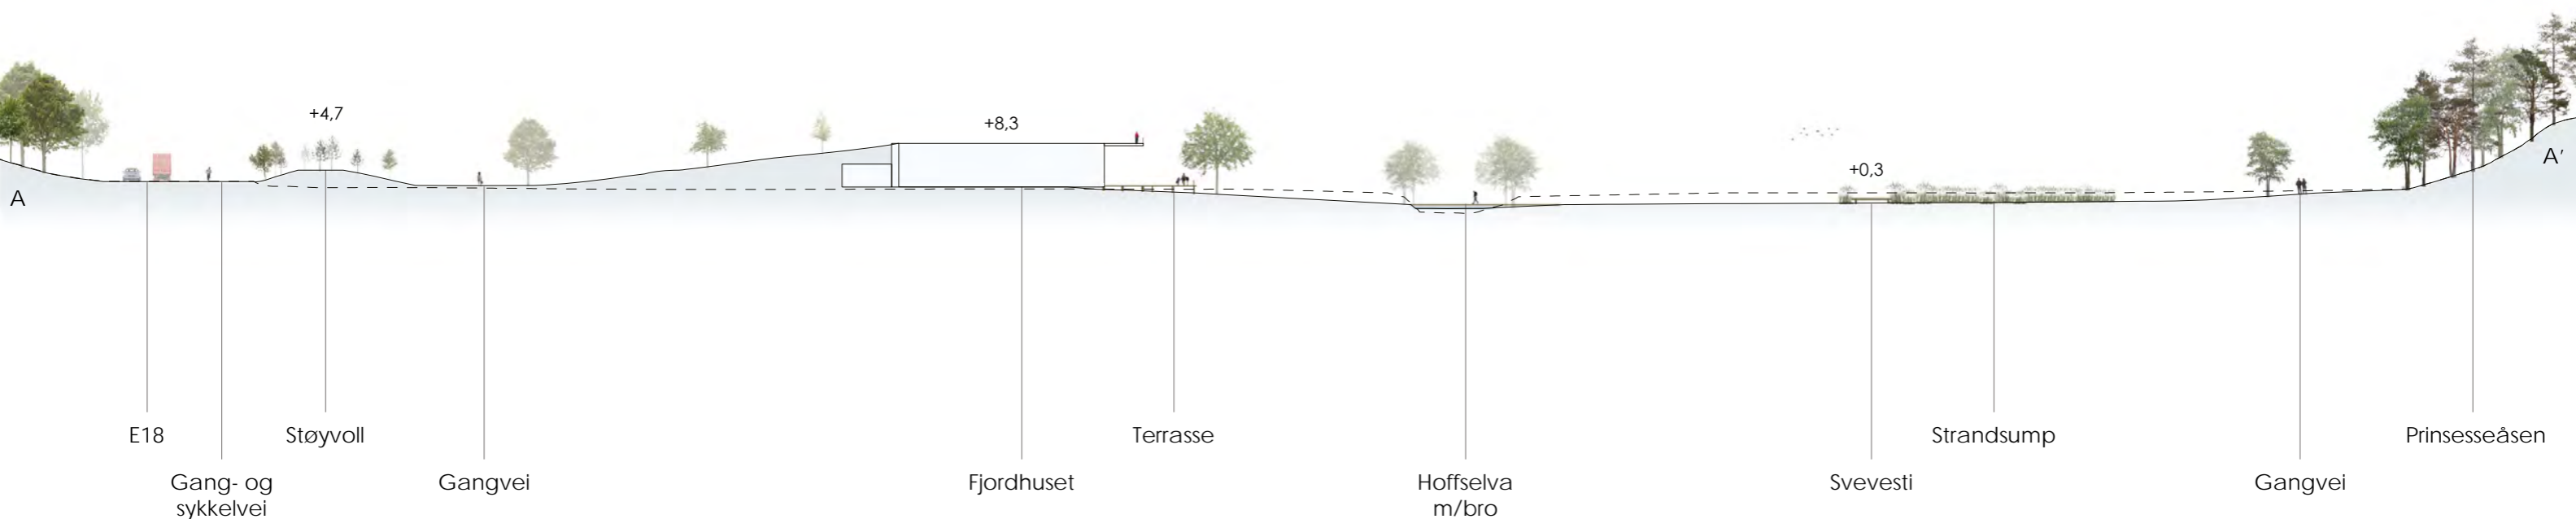 +4,7
+8,3
+0,3
A
A'
E18
Støyvoll
Terrasse
Strandsump
Prinsesseåsen
Gang- og
sykkelvei
Gangvei
Fjordhuset
Hoffselva
m/bro
Svevesti
Gangvei